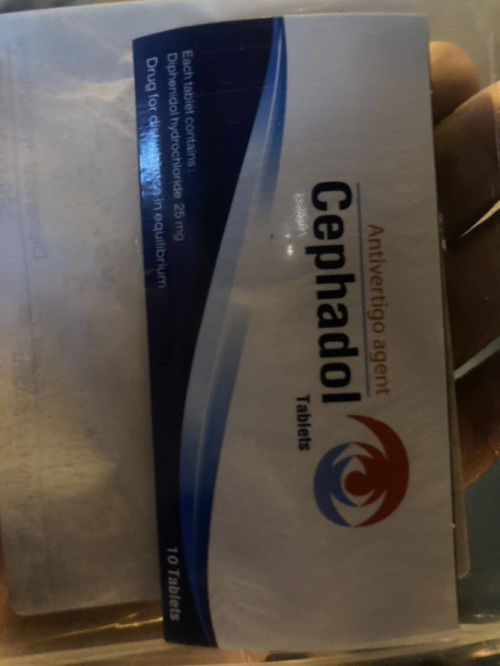 Antivertigo agent
Cephadol
Tablets
Each tablet contains :
Diphenidol hydrochloride 25 mg
Drug for disturbance in equilibrium
10 Tablets